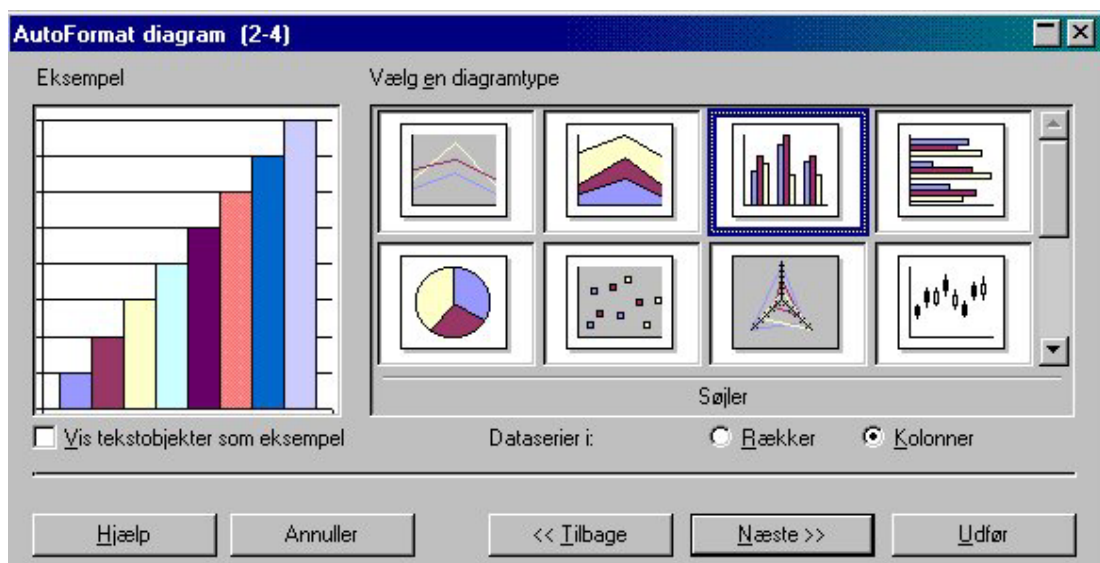 AutoFormat diagram (2-4)
Eksempel
Vælg en diagramtype
Søjler
Vis tekstobjekter som eksempel
Dataserier i:
Rækker
Kolonner
Hjælp
Annuller
<< Tilbage
Næste >>
Udfør